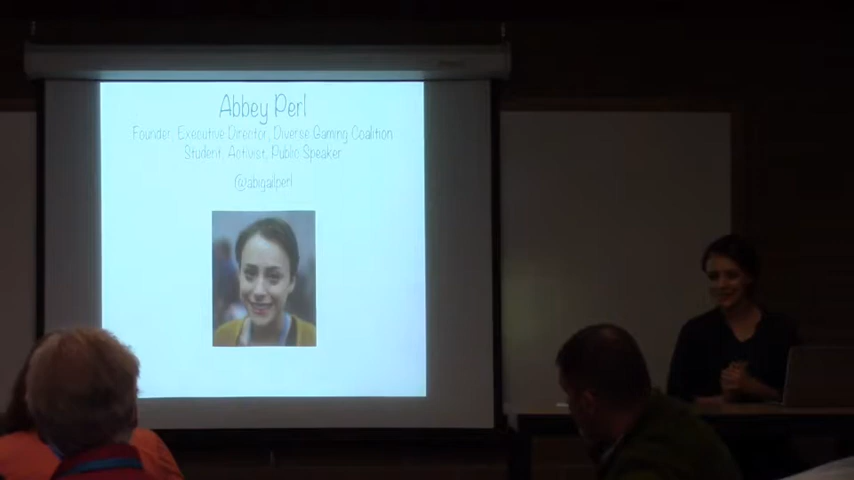 Abbey Perl
Founder, Executive Director, Diverse Gaming Coalition
Student, Activist, Public Speaker
@abigailperl